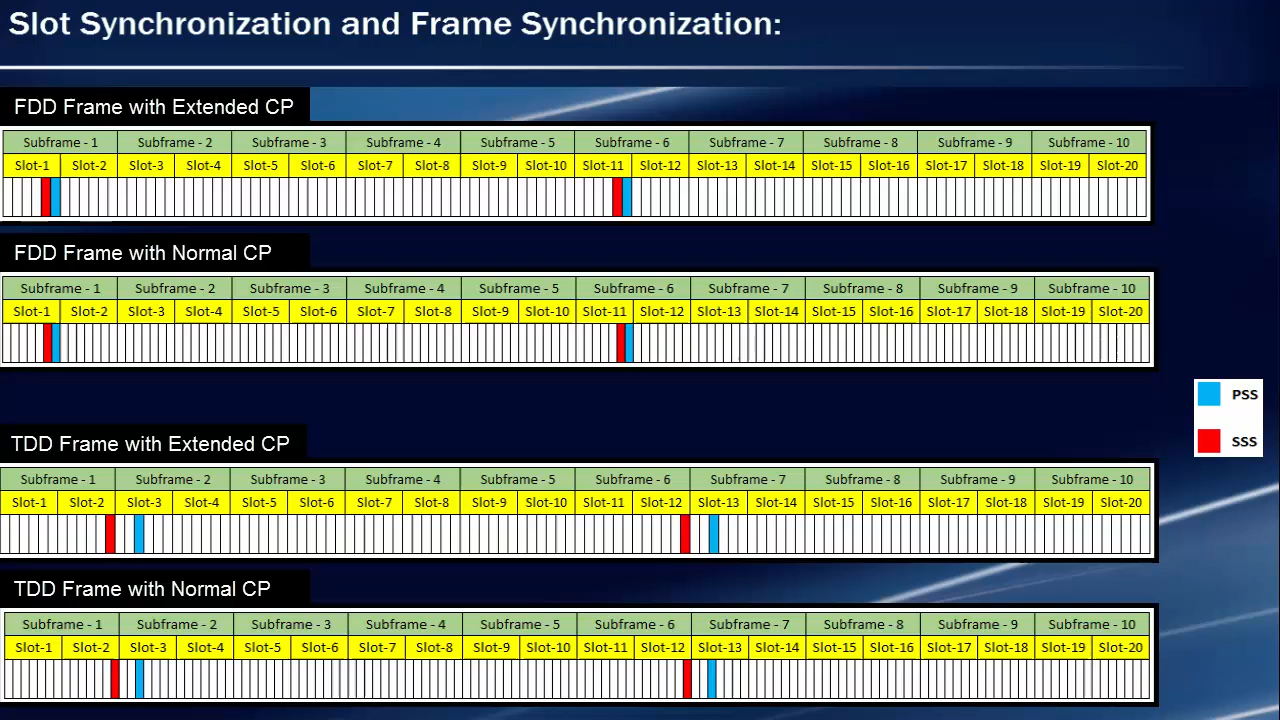 Slot Synchronization and Frame Synchronization:
FDD Frame with Extended CP
Subframe - 1 Subframe - 2 Subframe - 3 Subframe - 4 Subframe - 5 Subframe - 6 Subframe - 7 Subframe - 8 Subframe - 9 Subframe - 10
Slot-1 Slot-2 Slot-3 Slot-4 Slot-5 Slot-6 Slot-7 Slot-8 Slot-9 Slot-10 Slot-11 Slot-12 Slot-13 Slot-14 Slot-15 Slot-16 Slot-17 Slot-18 Slot-19 Slot-20
FDD Frame with Normal CP
Subframe - 1 Subframe - 2 Subframe - 3 Subframe - 4 Subframe - 5 Subframe - 6 Subframe - 7 Subframe - 8 Subframe - 9 Subframe - 10
Slot-1 Slot-2 Slot-3 Slot-4 Slot-5 Slot-6 Slot-7 Slot-8 Slot-9 Slot-10 Slot-11 Slot-12 Slot-13 Slot-14 Slot-15 Slot-16 Slot-17 Slot-18 Slot-19 Slot-20
PSS
SSS
TDD Frame with Extended CP
Subframe - 1 Subframe - 2 Subframe - 3 Subframe - 4 Subframe - 5 Subframe - 6 Subframe - 7 Subframe - 8 Subframe - 9 Subframe - 10
Slot-1 Slot-2 Slot-3 Slot-4 Slot-5 Slot-6 Slot-7 Slot-8 Slot-9 Slot-10 Slot-11 Slot-12 Slot-13 Slot-14 Slot-15 Slot-16 Slot-17 Slot-18 Slot-19 Slot-20
TDD Frame with Normal CP
Subframe - 1 Subframe - 2 Subframe - 3 Subframe - 4 Subframe - 5 Subframe - 6 Subframe - 7 Subframe - 8 Subframe - 9 Subframe - 10
Slot-1 Slot-2 Slot-3 Slot-4 Slot-5 Slot-6 Slot-7 Slot-8 Slot-9 Slot-10 Slot-11 Slot-12 Slot-13 Slot-14 Slot-15 Slot-16 Slot-17 Slot-18 Slot-19 Slot-20